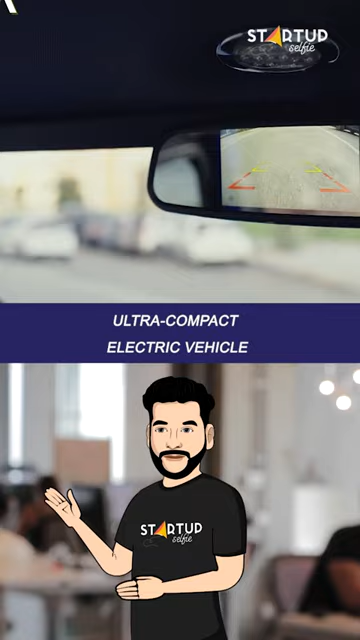 STARTUP
selfie
ULTRA-COMPACT
ELECTRIC VEHICLE
STARTUP
selfie